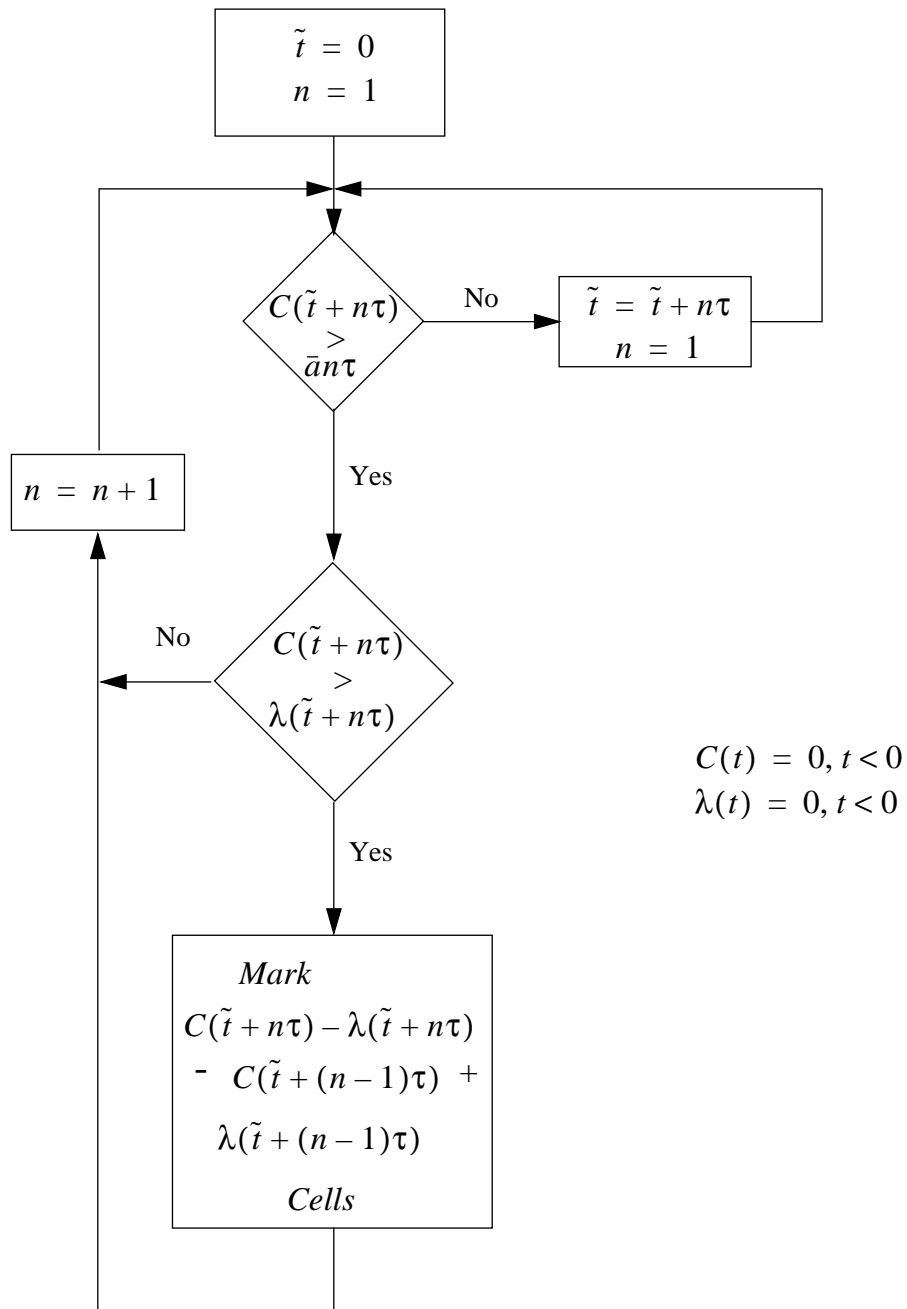 t̃ = 0
n = 1
C(t̃ + nτ)
>
ānτ
No
t̃ = t̃ + nτ
n = 1
Yes
n = n + 1
No
C(t̃ + nτ)
>
λ(t̃ + nτ)
C(t) = 0, t < 0
λ(t) = 0, t < 0
Yes
Mark
C(t̃ + nτ) – λ(t̃ + nτ)
- C(t̃ + (n – 1)τ) +
λ(t̃ + (n – 1)τ)
Cells